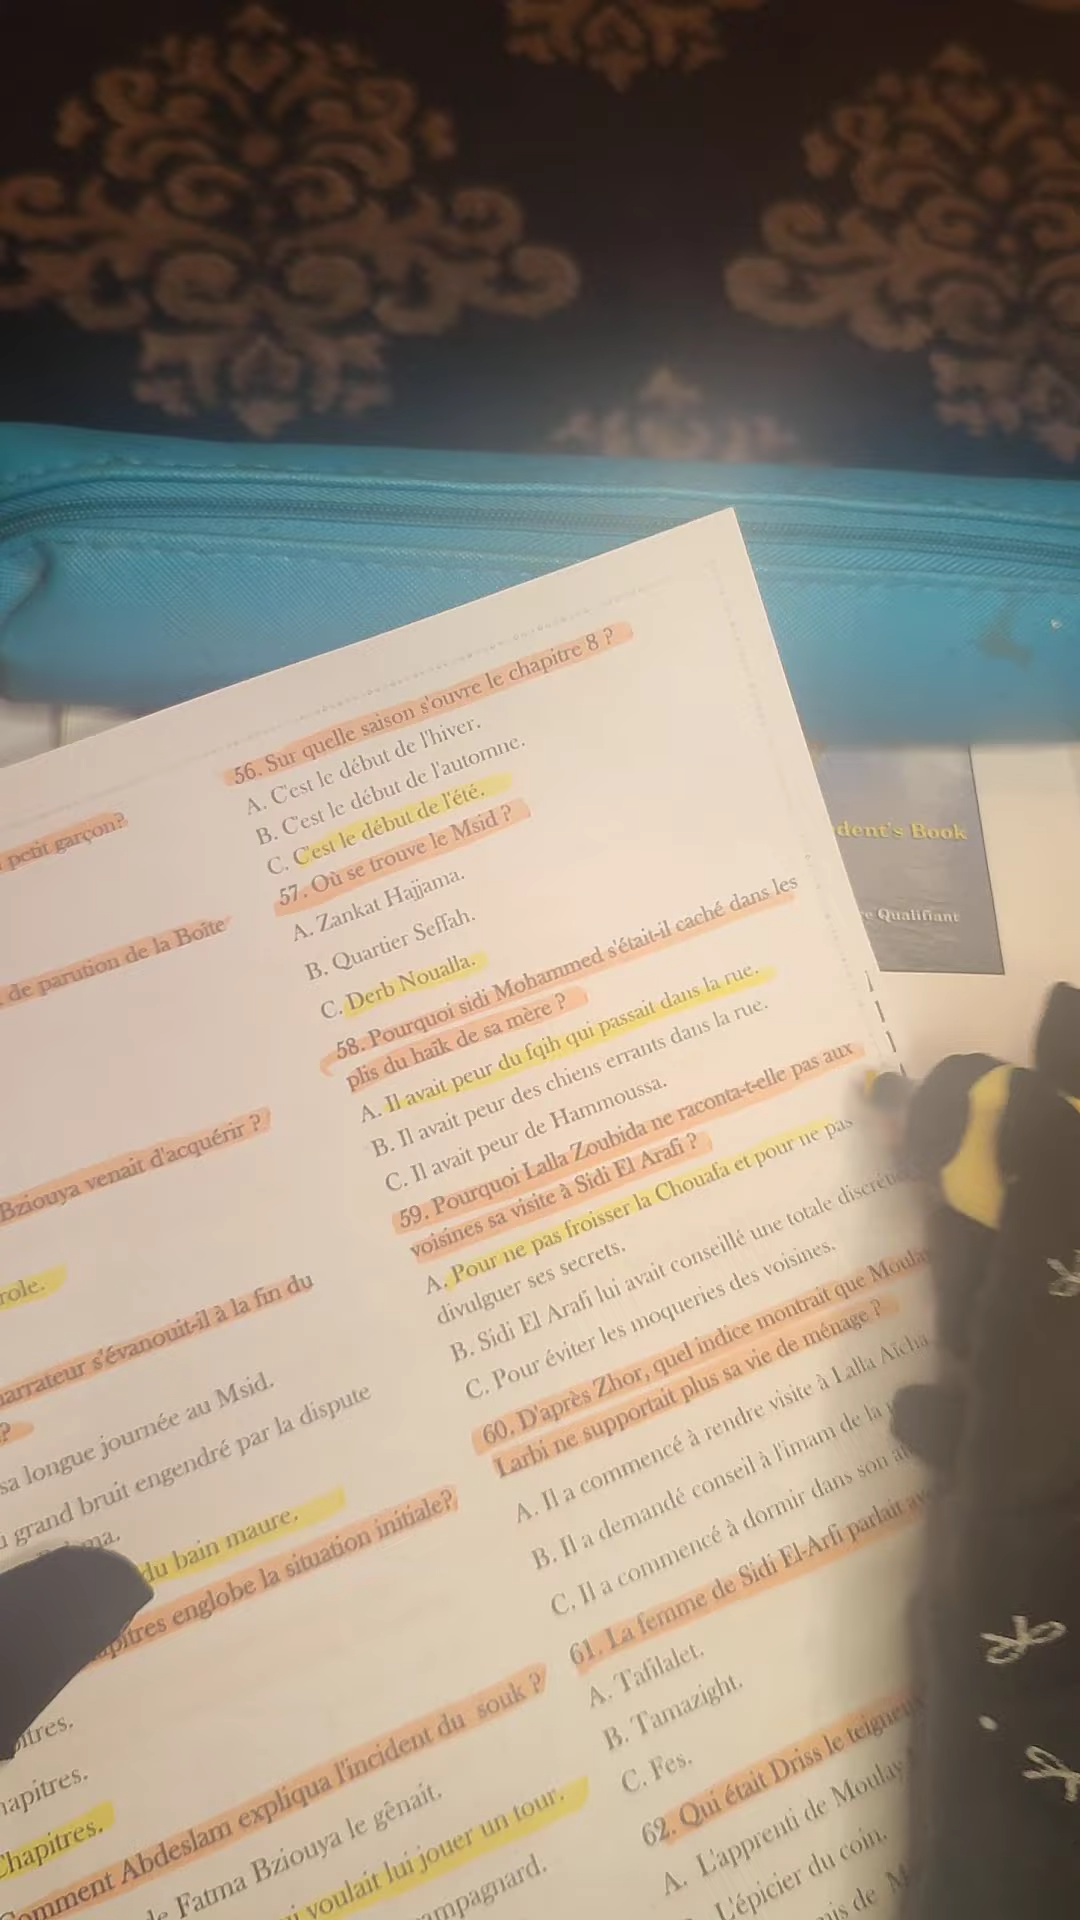 petit garçon?
de parution de la Boîte
Bziouya venait d'acquérir ?
role.
narrateur s'évanouit-il à la fin du
?
sa longue journée au Msid.
grand bruit engendré par la dispute
du bain maure.
englobe la situation initiale?
Chapitres.
Comment Abdeslam expliqua l'incident du souk ?
Fatma Bziouya le gênait.
voulait lui jouer un tour.
56. Sur quelle saison s'ouvre le chapitre 8 ?
A. C'est le début de l'hiver.
B. C'est le début de l'automne.
C. C'est le début de l'été.
57. Où se trouve le Msid ?
A. Zankat Hajjama.
B. Quartier Seffah.
C. Derb Noualla.
58. Pourquoi sidi Mohammed s'était-il caché dans les
plis du haïk de sa mère ?
A. Il avait peur du fqih qui passait dans la rue.
B. Il avait peur des chiens errants dans la rue.
C. Il avait peur de Hammoussa.
59. Pourquoi Lalla Zoubida ne raconta-t-elle pas aux
voisines sa visite à Sidi El Arafi ?
A. Pour ne pas froisser la Chouafa et pour ne pas
divulguer ses secrets.
B. Sidi El Arafi lui avait conseillé une totale
C. Pour éviter les moqueries des voisines.
60. D'après Zhor, quel indice montrait que Moulay
Larbi ne supportait plus sa vie de ménage ?
A. Il a commencé à rendre visite à Lalla Aïcha
B. Il a demandé conseil à l'imam de la
C. Il a commencé à dormir dans son
61. La femme de Sidi El-Arfi parlait
A. Tafilalet.
B. Tamazight.
C. Fes.
62. Qui était Driss le teigneux
A. L'apprenti de Moulay
L'épicier du coin.
dent's Book
Qualifiant